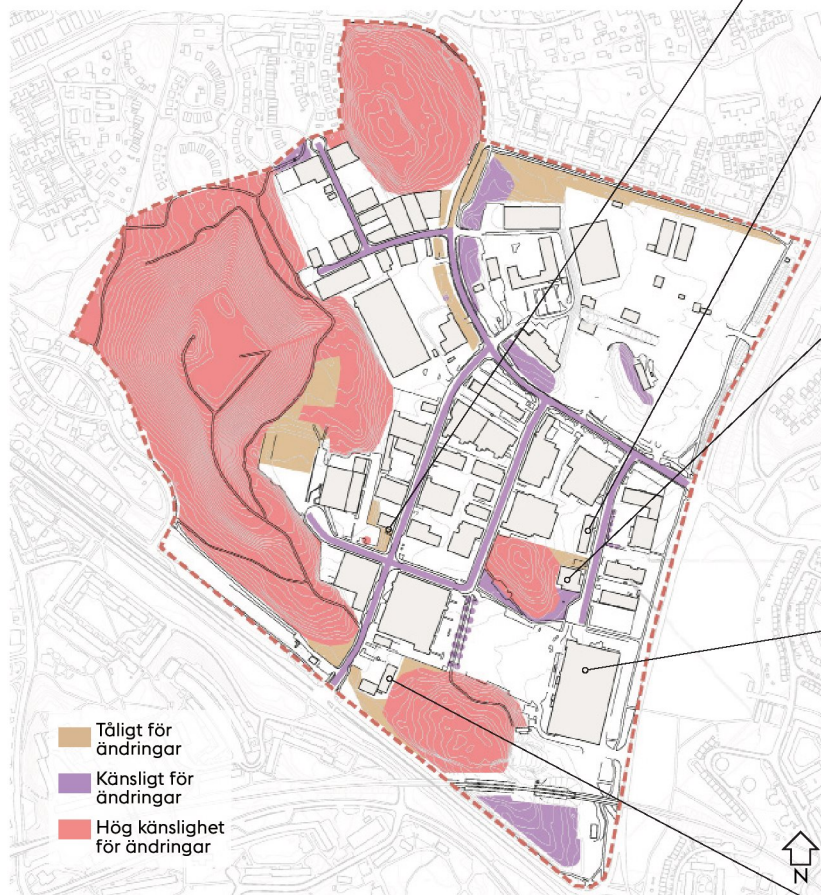 Tåligt för
ändringar
Känsligt för
ändringar
Hög känslighet
för ändringar
N